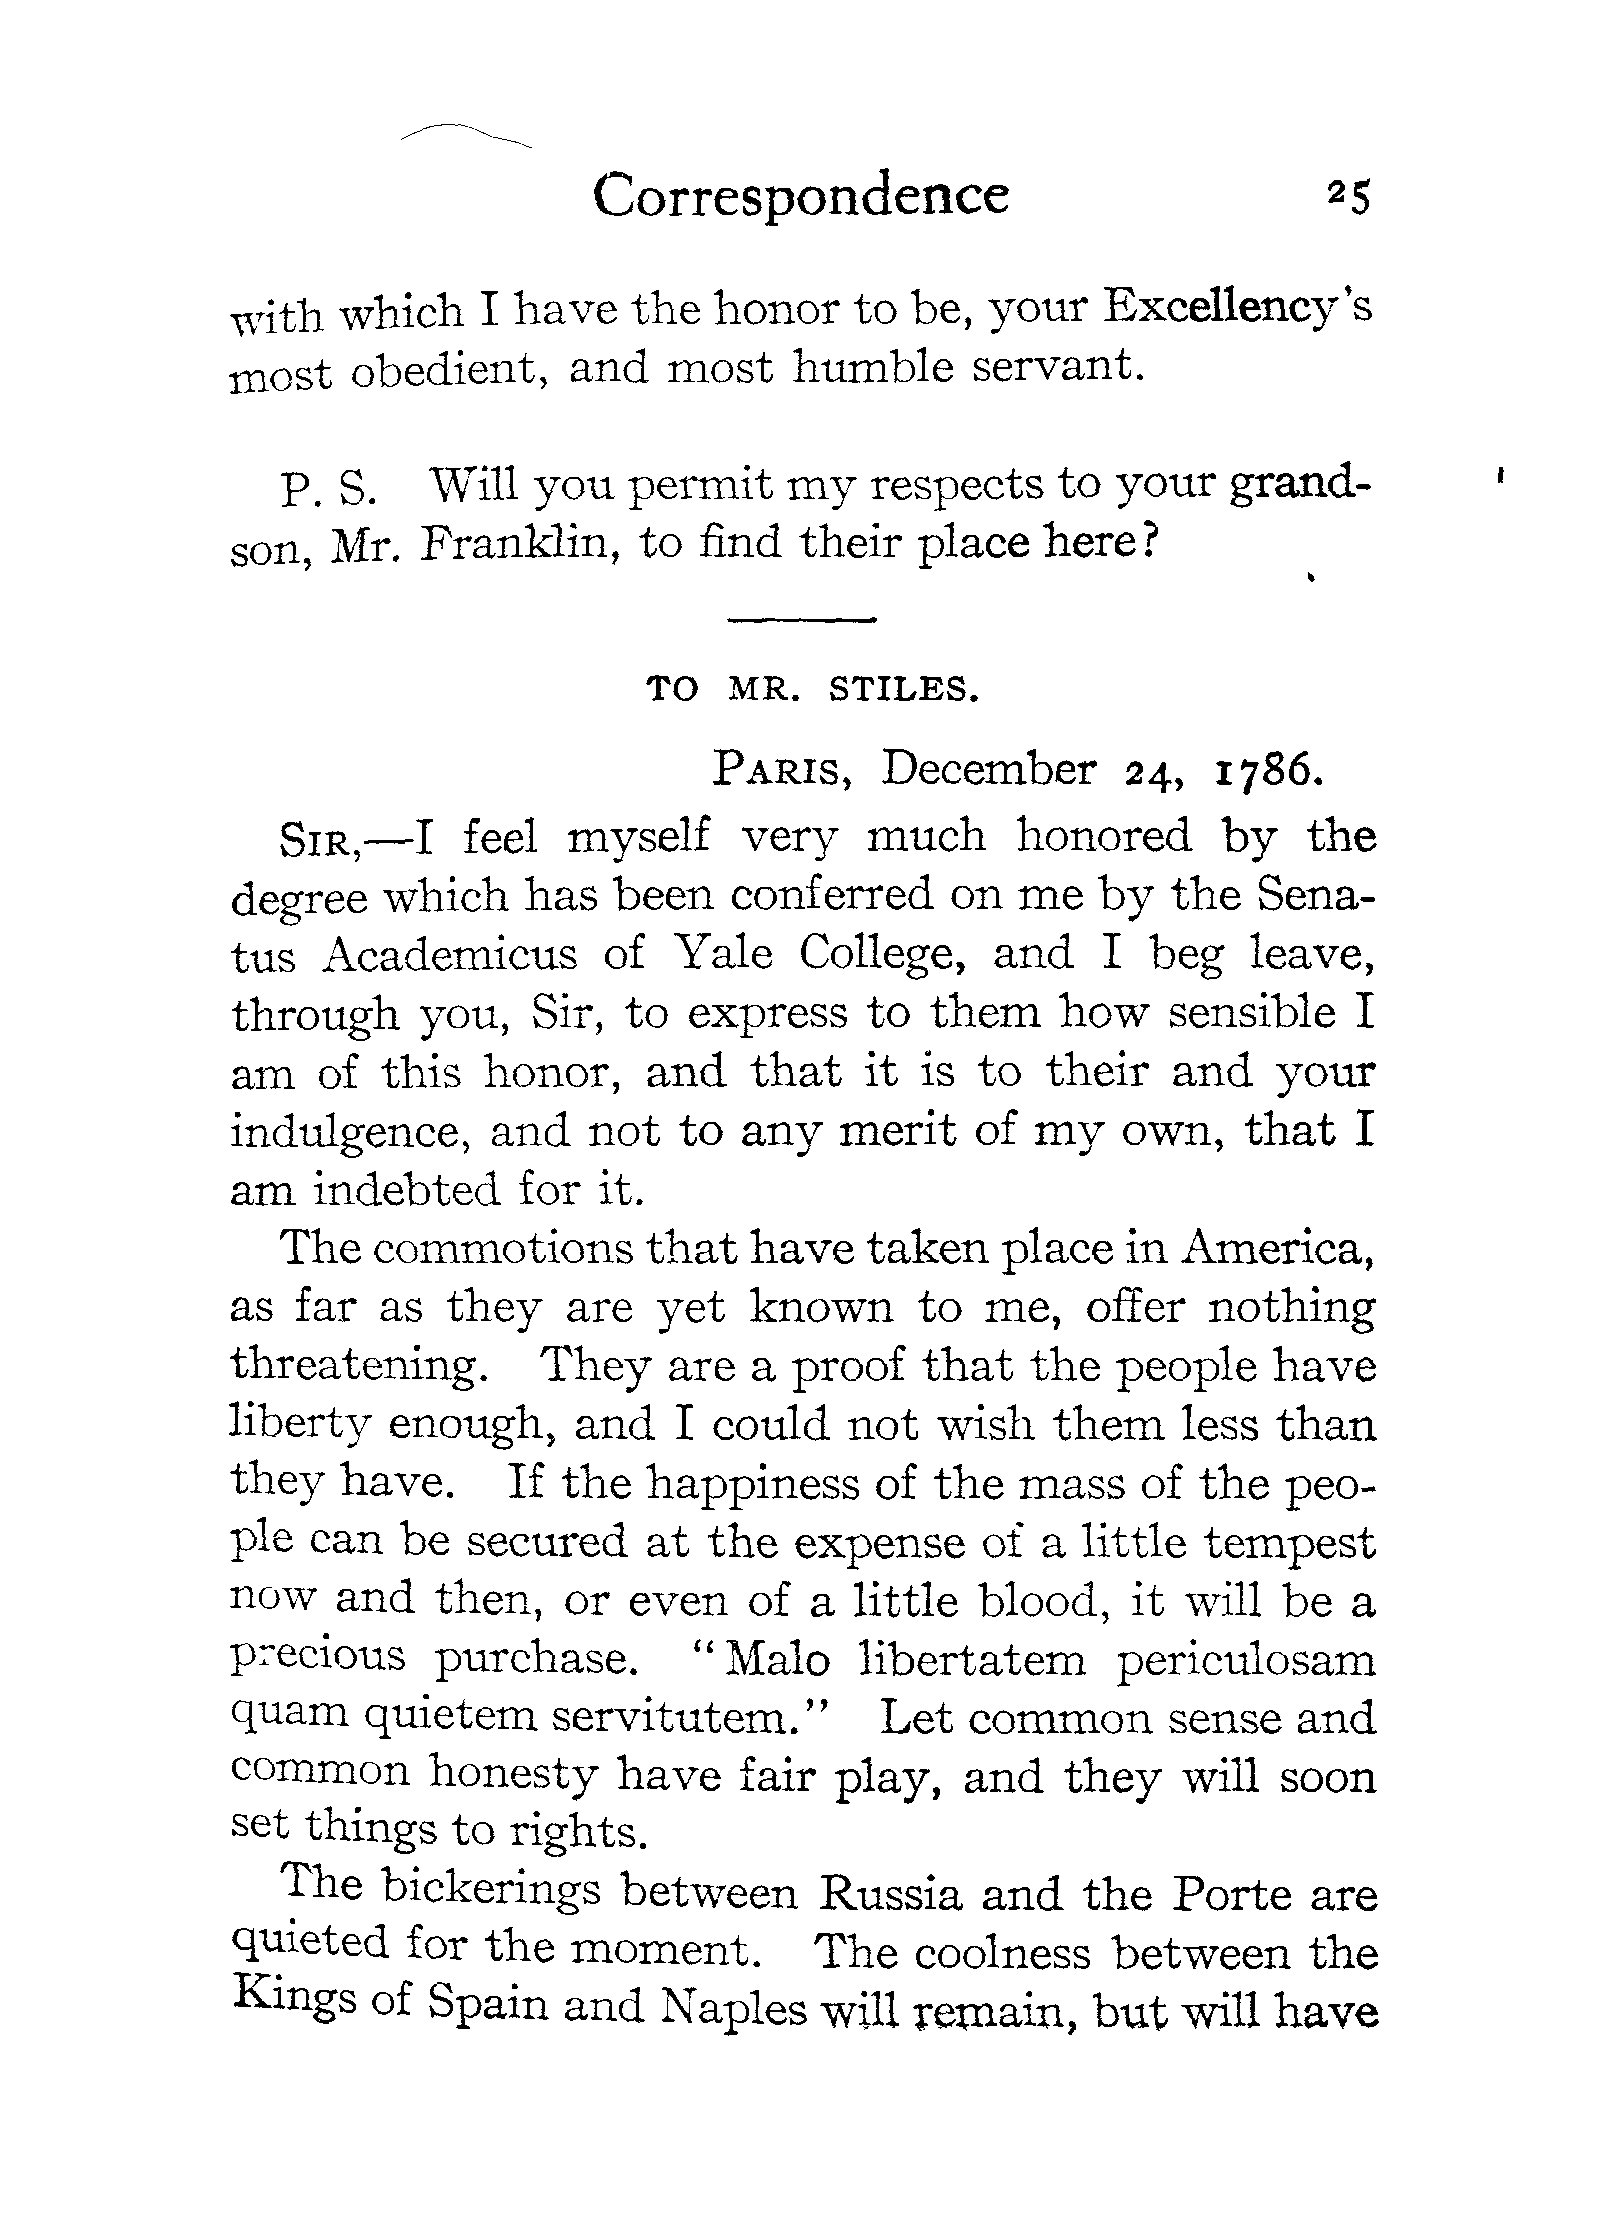 Correspondence 25
with which I have the honor to be, your Excellency's
most obedient, and most humble servant.
P. S. Will you permit my respects to your grand-
son, Mr. Franklin, to find their place here?
TO MR. STILES.
PARIS, December 24, 1786.
SIR,—I feel myself very much honored by the
degree which has been conferred on me by the Sena-
tus Academicus of Yale College, and I beg leave,
through you, Sir, to express to them how sensible I
am of this honor, and that it is to their and your
indulgence, and not to any merit of my own, that I
am indebted for it.
The commotions that have taken place in America,
as far as they are yet known to me, offer nothing
threatening. They are a proof that the people have
liberty enough, and I could not wish them less than
they have. If the happiness of the mass of the peo-
ple can be secured at the expense of a little tempest
now and then, or even of a little blood, it will be a
precious purchase. "Malo libertatem periculosam
quam quietem servitutem." Let common sense and
common honesty have fair play, and they will soon
set things to rights.
The bickerings between Russia and the Porte are
quieted for the moment. The coolness between the
Kings of Spain and Naples will remain, but will have